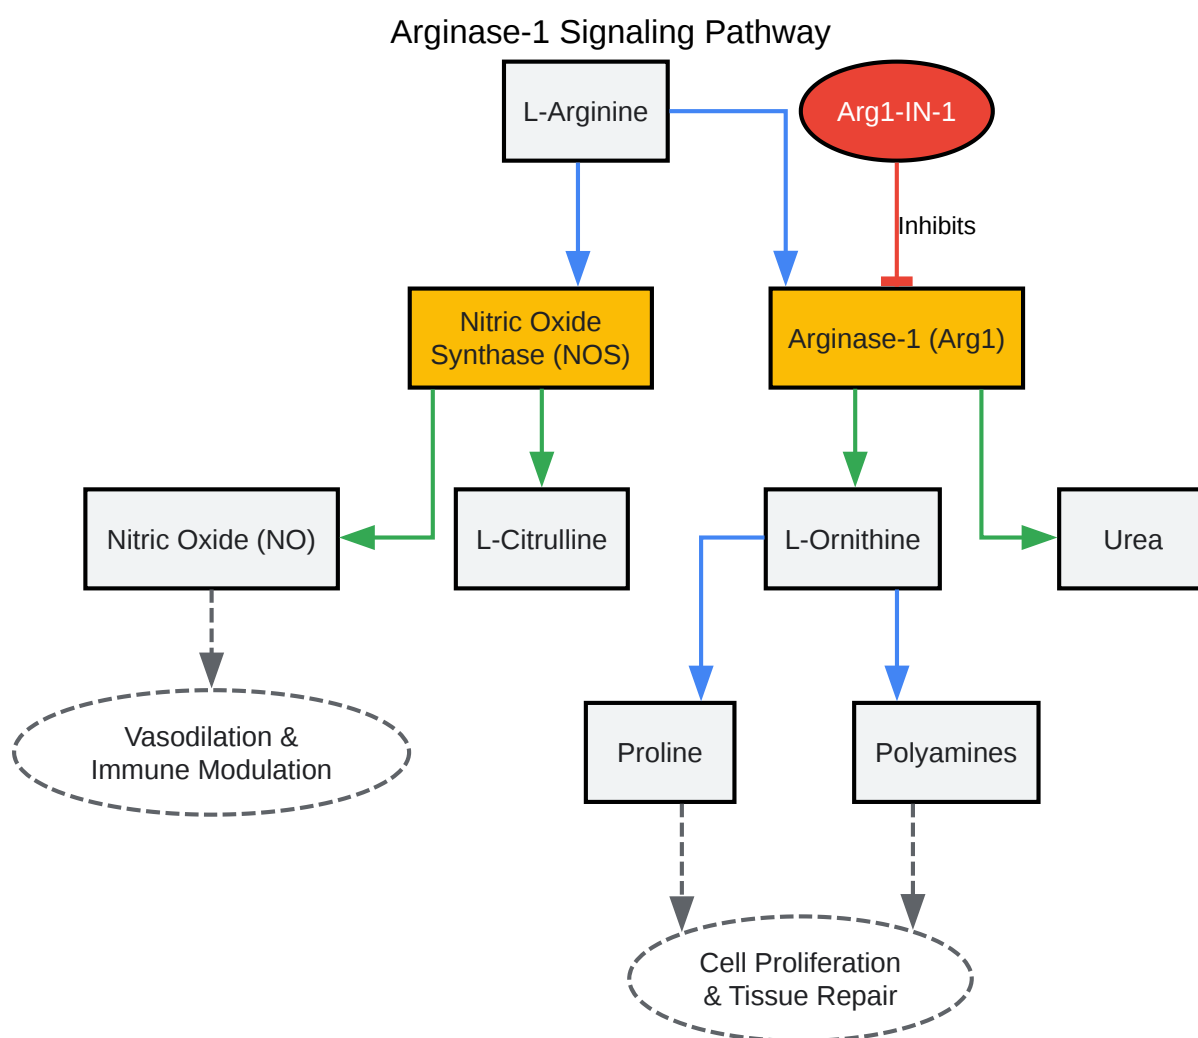 Arginase-1 Signaling Pathway
L-Arginine
Arg1-IN-1
Inhibits
Nitric Oxide
Synthase (NOS)
Arginase-1 (Arg1)
Nitric Oxide (NO)
L-Citrulline
L-Ornithine
Urea
Vasodilation &
Immune Modulation
Proline
Polyamines
Cell Proliferation
& Tissue Repair